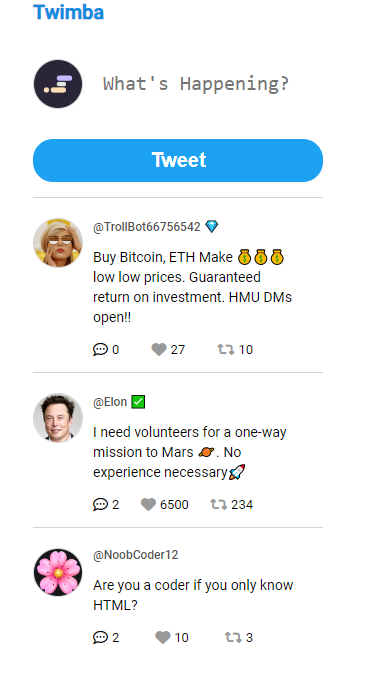 Twimba
What's Happening?
Tweet
@TrollBot66756542 💎
Buy Bitcoin, ETH Make 💰💰💰
low low prices. Guaranteed
return on investment. HMU DMs
open!!
0 27 10
@Elon ✅
I need volunteers for a one-way
mission to Mars 🪐. No
experience necessary🚀
2 6500 234
@NoobCoder12
Are you a coder if you only know
HTML?
2 10 3